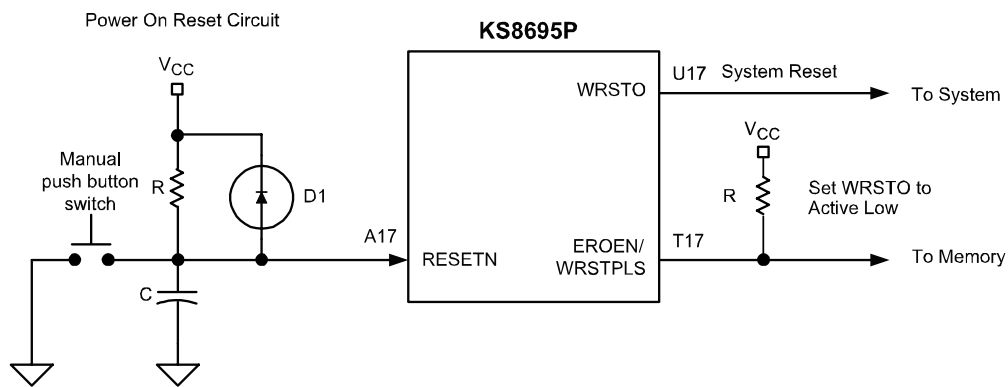 Power On Reset Circuit
KS8695P
VCC
R
D1
Manual
push button
switch
C
A17
RESETN
WRSTO
U17
System Reset
To System
VCC
R
Set WRSTO to
Active Low
EROEN/
WRSTPLS
T17
To Memory